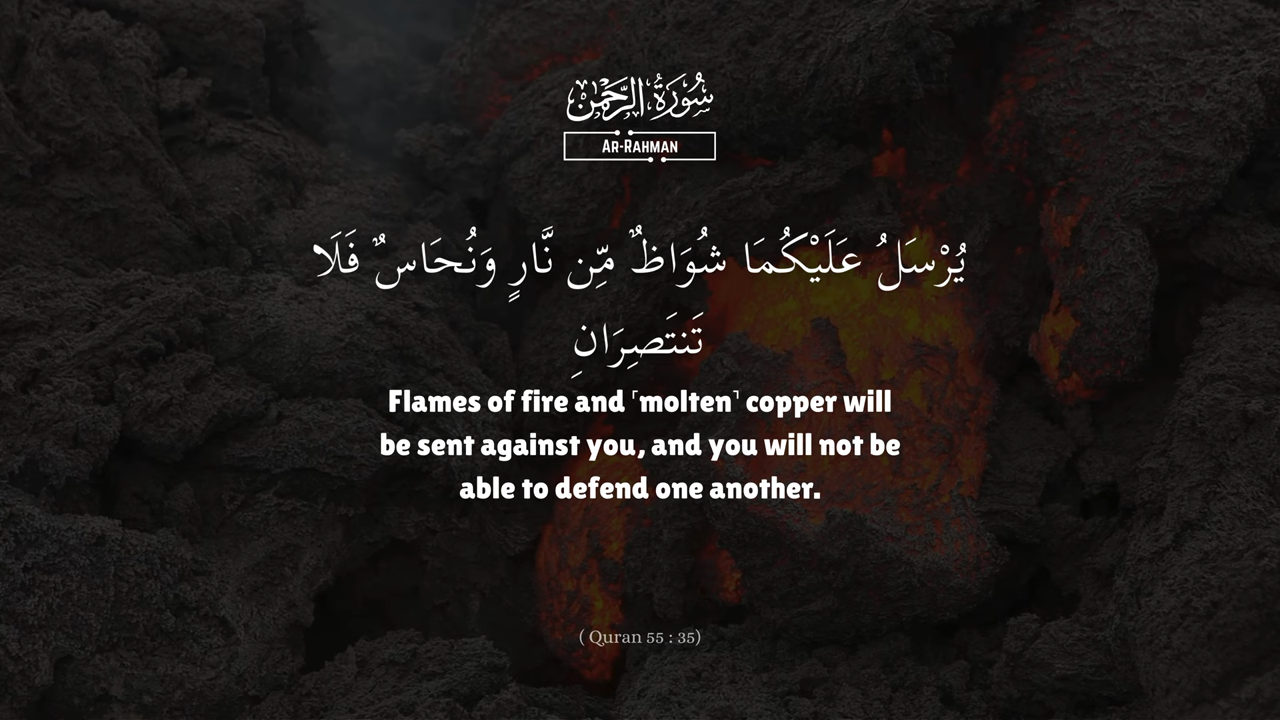 سُورَةُ الرَّحْمٰن
AR-RAHMAN
يُرْسَلُ عَلَيْكُمَا شُوَاظٌ مِّن نَّارٍ وَنُحَاسٌ فَلَا
تَنتَصِرَانِ
Flames of fire and ˹molten˺ copper will
be sent against you, and you will not be
able to defend one another.
( Quran 55 : 35)